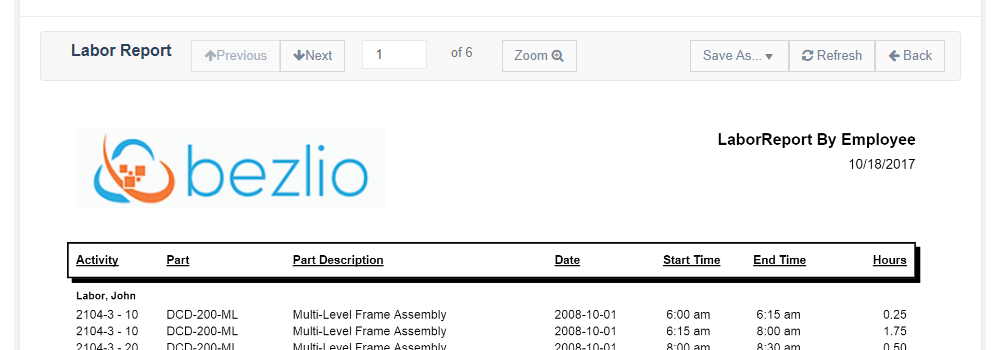 Labor Report Previous Next 1 of 6 Zoom Save As... Refresh Back
bezlio
LaborReport By Employee
10/18/2017
Activity Part Part Description Date Start Time End Time Hours
Labor, John
2104-3 - 10 DCD-200-ML Multi-Level Frame Assembly 2008-10-01 6:00 am 6:15 am 0.25
2104-3 - 10 DCD-200-ML Multi-Level Frame Assembly 2008-10-01 6:15 am 8:00 am 1.75
2104-3 - 20 DCD-200-ML Multi-Level Frame Assembly 2008-10-01 8:00 am 8:30 am 0.50